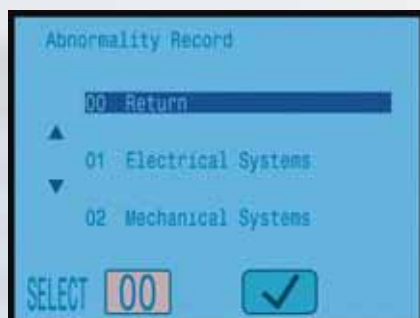 Abnormality Record
00 Return
01 Electrical Systems
02 Mechanical Systems
SELECT 00